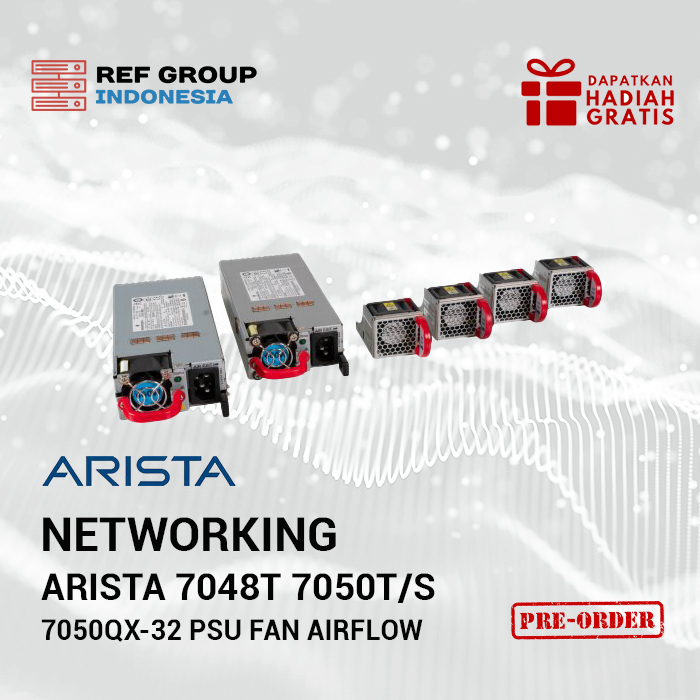 REF GROUP
INDONESIA
DAPATKAN
HADIAH
GRATIS
ARISTA
NETWORKING
ARISTA 7048T 7050T/S
7050QX-32 PSU FAN AIRFLOW
PRE-ORDER